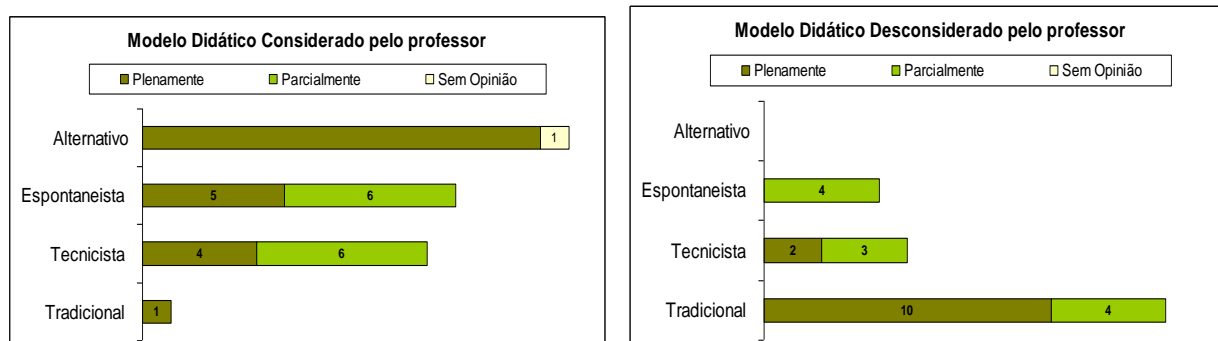 Modelo Didático Considerado pelo professor
Plenamente Parcialmente Sem Opinião
Alternativo 1
Espontaneista 5 6
Tecnicista 4 6
Tradicional 1
Modelo Didático Desconsiderado pelo professor
Plenamente Parcialmente Sem Opinião
Alternativo
Espontaneista 4
Tecnicista 2 3
Tradicional 10 4